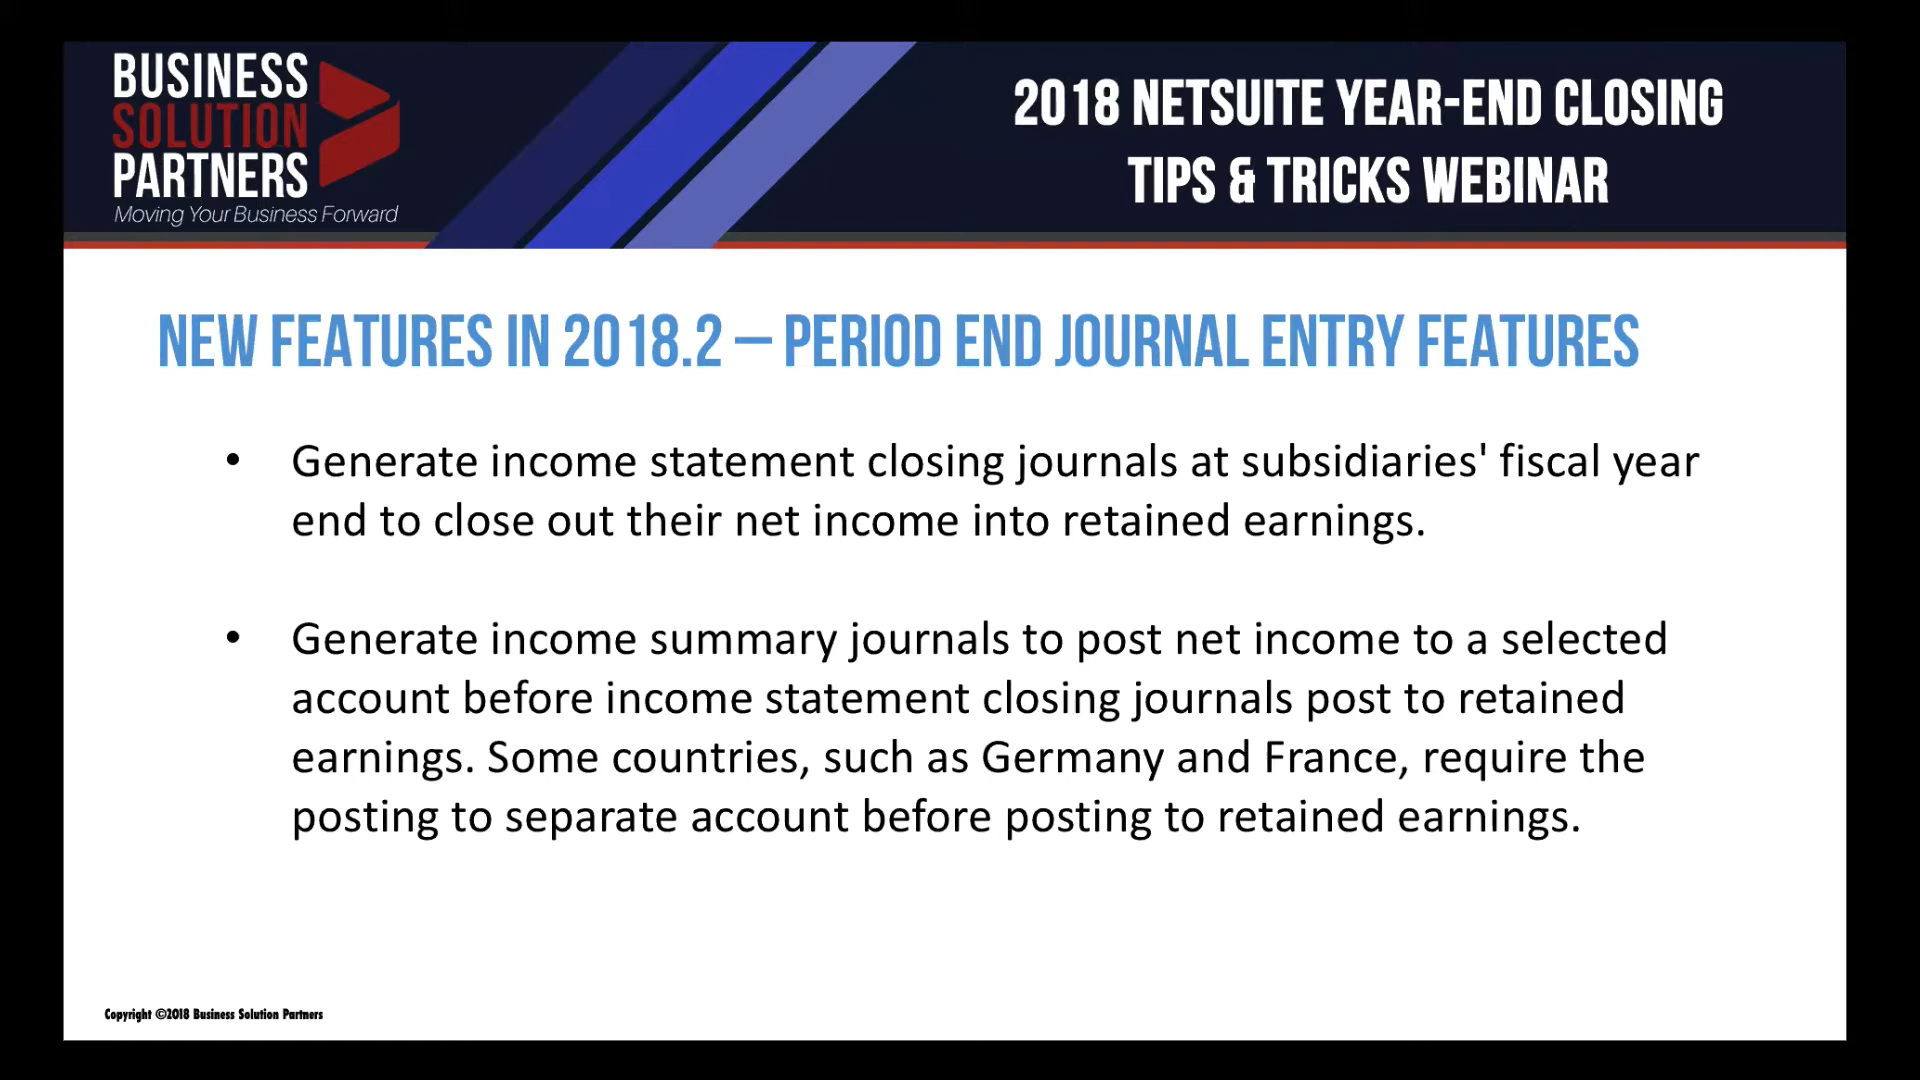 BUSINESS
SOLUTION
PARTNERS
Moving Your Business Forward
2018 NETSUITE YEAR-END CLOSING
TIPS & TRICKS WEBINAR
NEW FEATURES IN 2018.2 – PERIOD END JOURNAL ENTRY FEATURES
• Generate income statement closing journals at subsidiaries' fiscal year
end to close out their net income into retained earnings.
• Generate income summary journals to post net income to a selected
account before income statement closing journals post to retained
earnings. Some countries, such as Germany and France, require the
posting to separate account before posting to retained earnings.
Copyright ©2018 Business Solution Partners